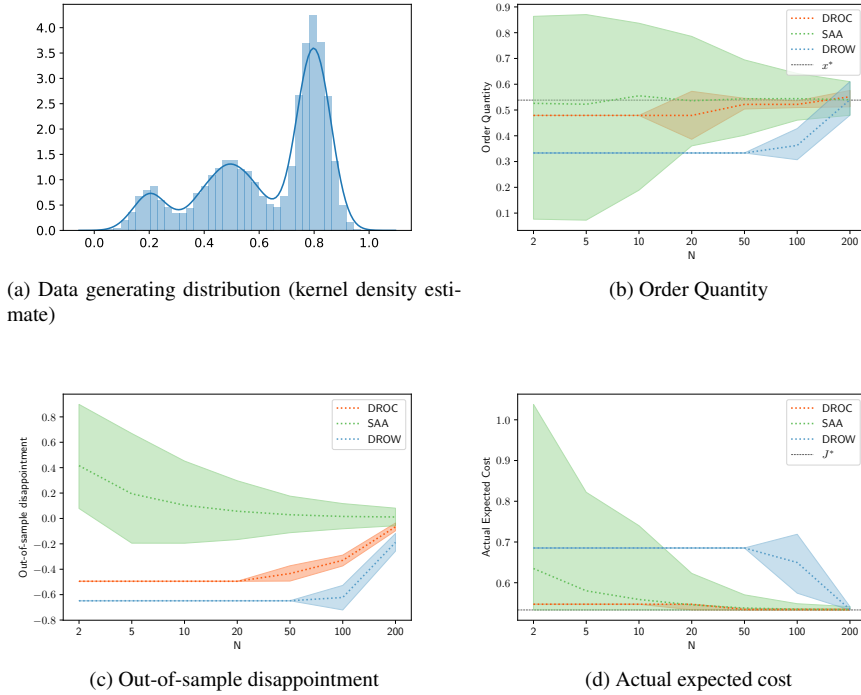 4.0
3.5
3.0
2.5
2.0
1.5
1.0
0.5
0.0
0.0 0.2 0.4 0.6 0.8 1.0
(a) Data generating distribution (kernel density esti-
mate)
Order Quantity
0.9
0.8
0.7
0.6
0.5
0.4
0.3
0.2
0.1
DROC
SAA
DROW
x*
2 5 10 20 50 100 200
N
(b) Order Quantity
Out-of-sample disappointment
0.8
0.6
0.4
0.2
0.0
−0.2
−0.4
−0.6
−0.8
DROC
SAA
DROW
2 5 10 20 50 100 200
N
(c) Out-of-sample disappointment
Actual Expected Cost
1.0
0.9
0.8
0.7
0.6
DROC
SAA
DROW
J*
2 5 10 20 50 100 200
N
(d) Actual expected cost